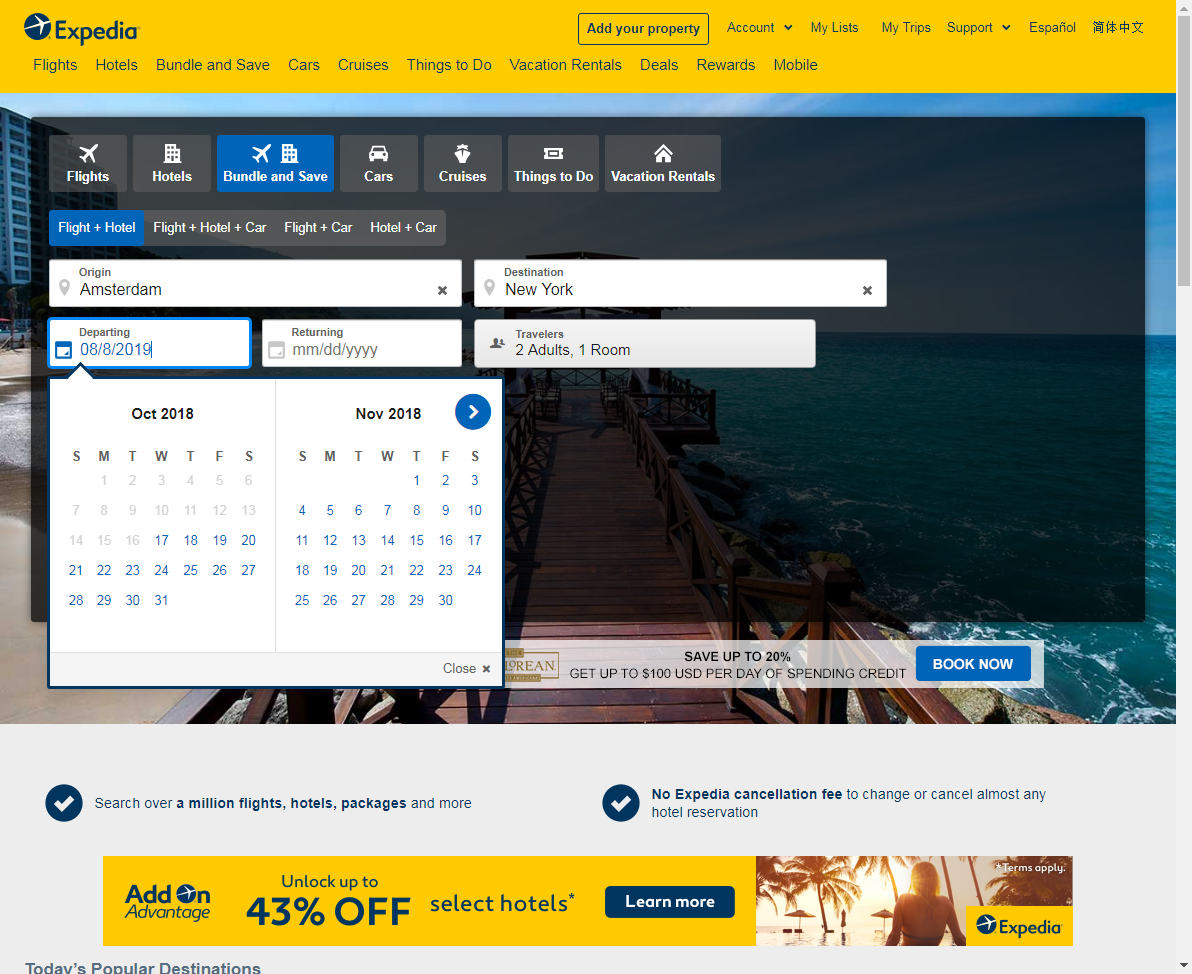 Expedia
Add your property
Account
My Lists
My Trips
Support
Español
简体中文
Flights
Hotels
Bundle and Save
Cars
Cruises
Things to Do
Vacation Rentals
Deals
Rewards
Mobile
Flights
Hotels
Bundle and Save
Cars
Cruises
Things to Do
Vacation Rentals
Flight + Hotel
Flight + Hotel + Car
Flight + Car
Hotel + Car
Origin
Amsterdam
Destination
New York
Departing
08/8/2019
Returning
mm/dd/yyyy
Travelers
2 Adults, 1 Room
Oct 2018
S M T W T F S
1 2 3 4 5 6
7 8 9 10 11 12 13
14 15 16 17 18 19 20
21 22 23 24 25 26 27
28 29 30 31
Nov 2018
S M T W T F S
1 2 3
4 5 6 7 8 9 10
11 12 13 14 15 16 17
18 19 20 21 22 23 24
25 26 27 28 29 30
Close
SAVE UP TO 20%
GET UP TO $100 USD PER DAY OF SPENDING CREDIT
BOOK NOW
Search over a million flights, hotels, packages and more
No Expedia cancellation fee to change or cancel almost any
hotel reservation
Add On
Advantage
Unlock up to
43% OFF
select hotels*
Learn more
*Terms apply.
Expedia
Today's Popular Destinations